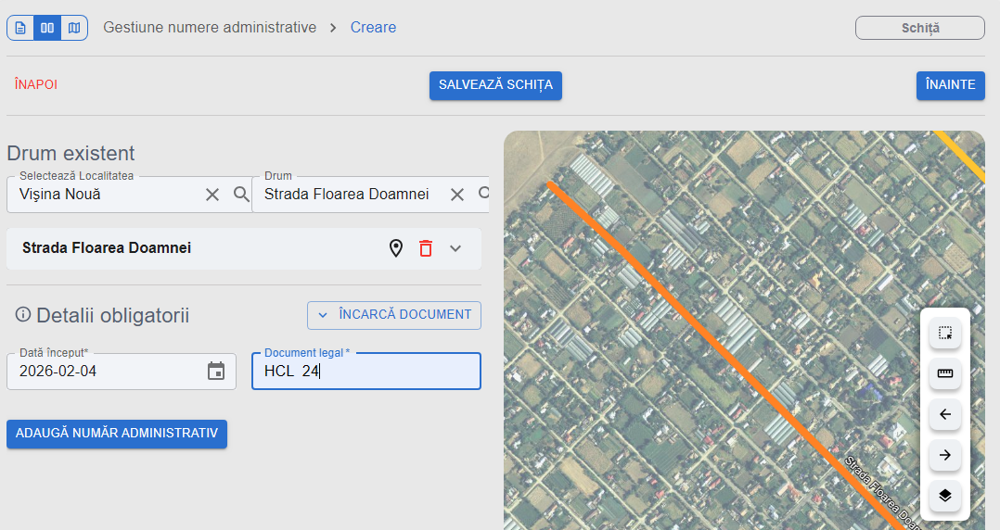 Gestiune numere administrative > Creare
Schiță
ÎNAPOI
SALVEAZĂ SCHIȚA
ÎNAINTE
Drum existent
Selectează Localitatea
Vișina Nouă
Drum
Strada Floarea Doamnei
Strada Floarea Doamnei
Detalii obligatorii
ÎNCARCĂ DOCUMENT
Dată început*
2026-02-04
Document legal *
HCL  24
ADAUGĂ NUMĂR ADMINISTRATIV
Strada Floarea Doam